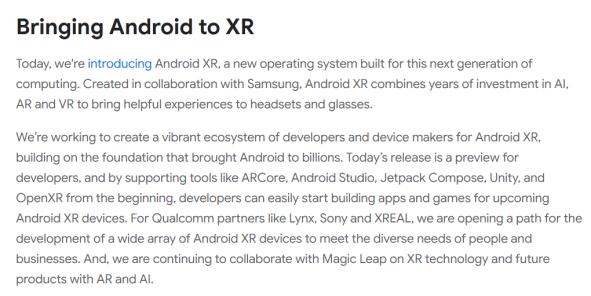 Bringing Android to XR
Today, we're introducing Android XR, a new operating system built for this next generation of
computing. Created in collaboration with Samsung, Android XR combines years of investment in AI,
AR and VR to bring helpful experiences to headsets and glasses.
We're working to create a vibrant ecosystem of developers and device makers for Android XR,
building on the foundation that brought Android to billions. Today's release is a preview for
developers, and by supporting tools like ARCore, Android Studio, Jetpack Compose, Unity, and
OpenXR from the beginning, developers can easily start building apps and games for upcoming
Android XR devices. For Qualcomm partners like Lynx, Sony and XREAL, we are opening a path for the
development of a wide array of Android XR devices to meet the diverse needs of people and
businesses. And, we are continuing to collaborate with Magic Leap on XR technology and future
products with AR and AI.